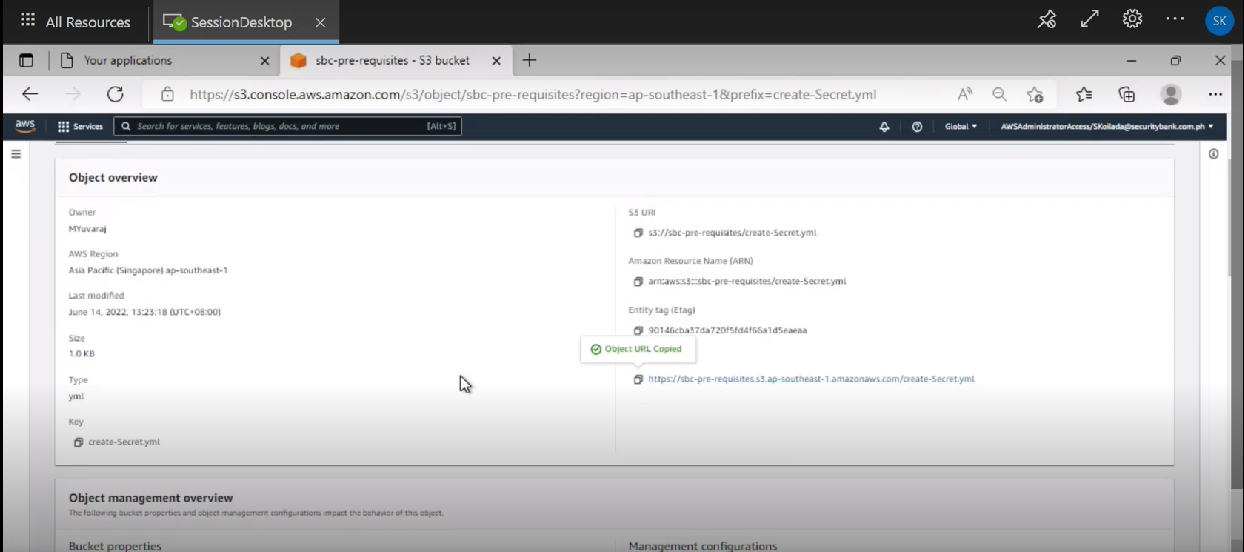 All Resources
SessionDesktop
SK
Your applications
sbc-pre-requisites - S3 bucket
https://s3.console.aws.amazon.com/s3/object/sbc-pre-requisites?region=ap-southeast-1&prefix=create-Secret.yml
aws
Services
Search for services, features, blogs, docs, and more
[Alt+S]
Global
AWSAdministratorAccess/SKollada@securitybank.com.ph
Object overview
Owner
MYuvaraj
AWS Region
Asia Pacific (Singapore) ap-southeast-1
Last modified
June 14, 2022, 13:23:18 (UTC+08:00)
Size
1.0 KB
Type
yml
Key
create-Secret.yml
S3 URI
s3://sbc-pre-requisites/create-Secret.yml
Amazon Resource Name (ARN)
arn:aws:s3:::sbc-pre-requisites/create-Secret.yml
Entity tag (Etag)
90146cba37da720f5fd4f66a1d5eaeaa
Object URL Copied
https://sbc-pre-requisites.s3.ap-southeast-1.amazonaws.com/create-Secret.yml
Object management overview
The following bucket properties and object management configurations impact the behavior of this object.
Bucket properties
Management configurations